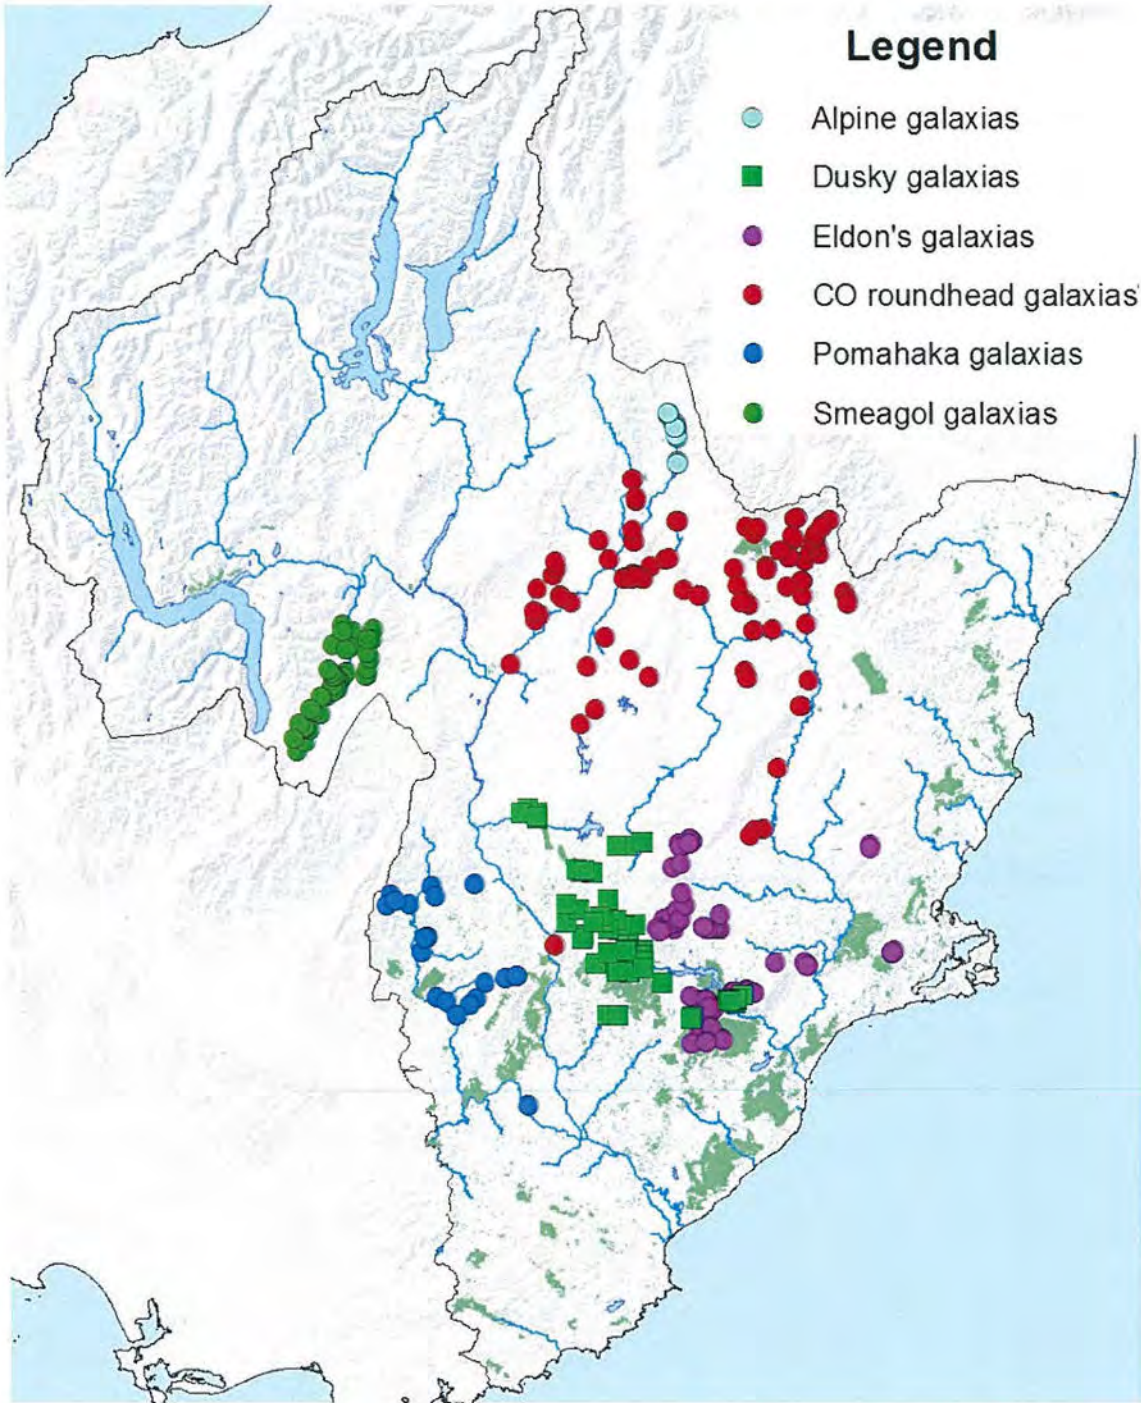 Legend
Alpine galaxias
Dusky galaxias
Eldon's galaxias
CO roundhead galaxias
Pomahaka galaxias
Smeagol galaxias